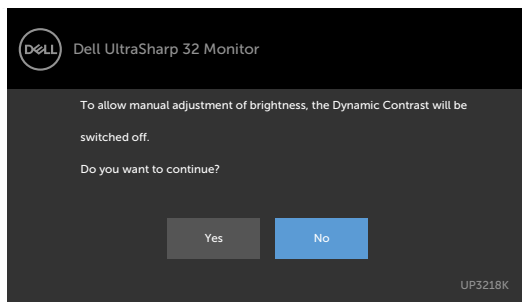 DELL
Dell UltraSharp 32 Monitor
To allow manual adjustment of brightness, the Dynamic Contrast will be
switched off.
Do you want to continue?
Yes
No
UP3218K